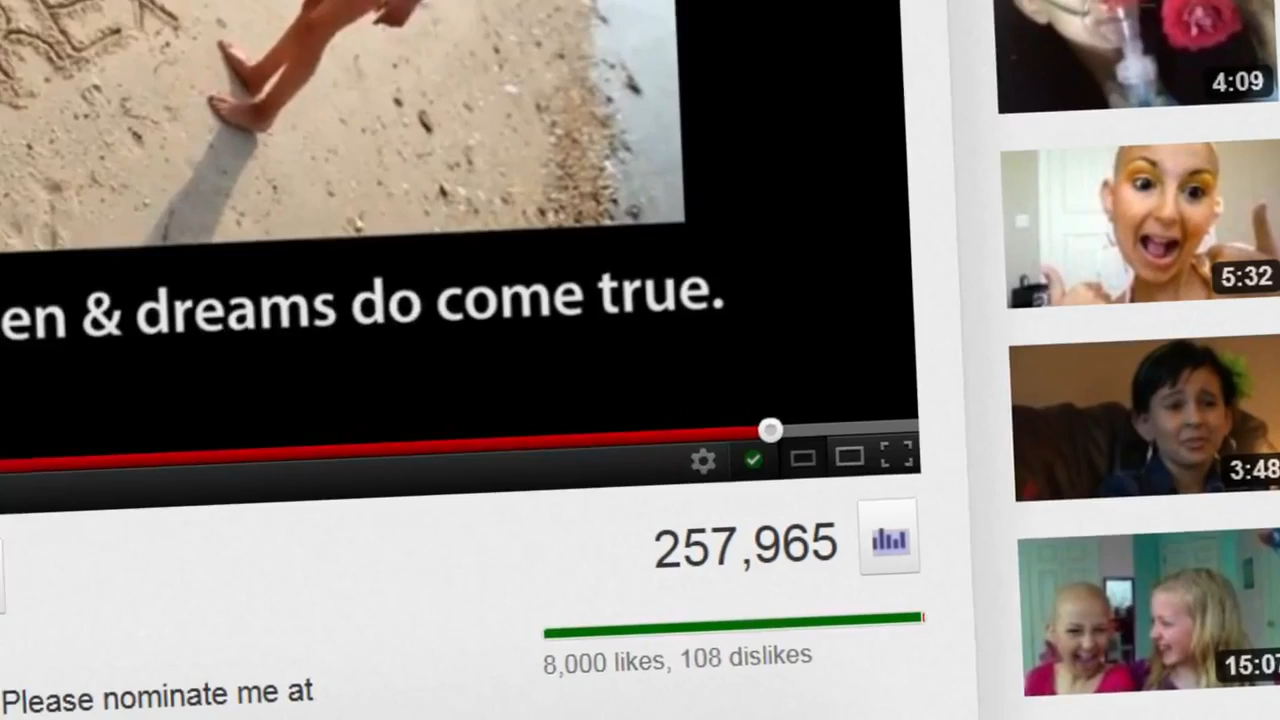 4:09
5:32
en & dreams do come true.
3:48
257,965
8,000 likes, 108 dislikes
15:07
Please nominate me at